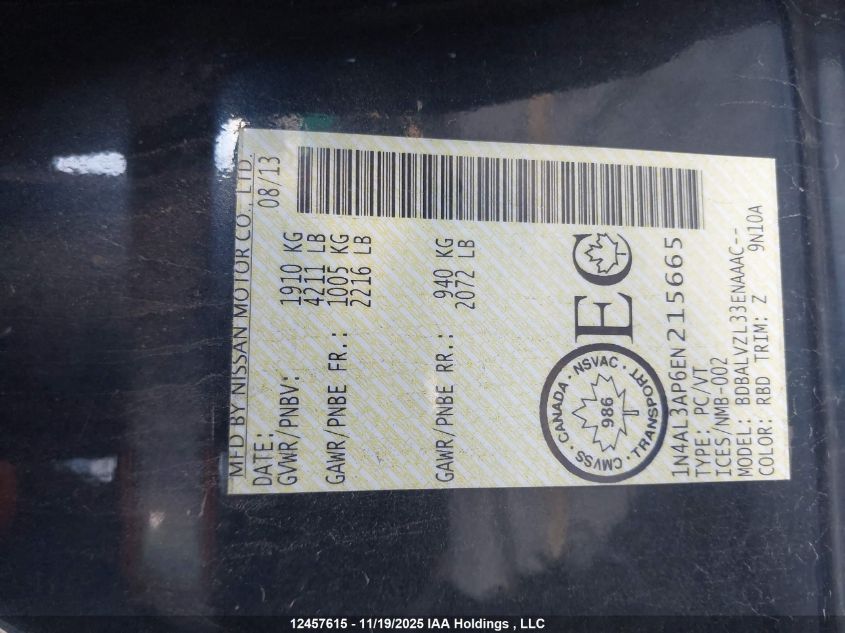 MFD BY NISSAN MOTOR CO., LTD.
DATE: 08/13
GVWR/PNBV: 1910 KG
4211 LB
GAWR/PNBE FR.: 1005 KG
2216 LB
GAWR/PNBE RR.: 940 KG
2072 LB
EC
CMVSS · CANADA · NSVAC · TRANSPORT
986
1N4AL3AP6EN215665
TYPE: PC/VT
ICES/NMB-002
MODEL: BDBALVZL33ENAAAC--
COLOR: RBD TRIM: Z 9N10A
12457615 - 11/19/2025 IAA Holdings , LLC